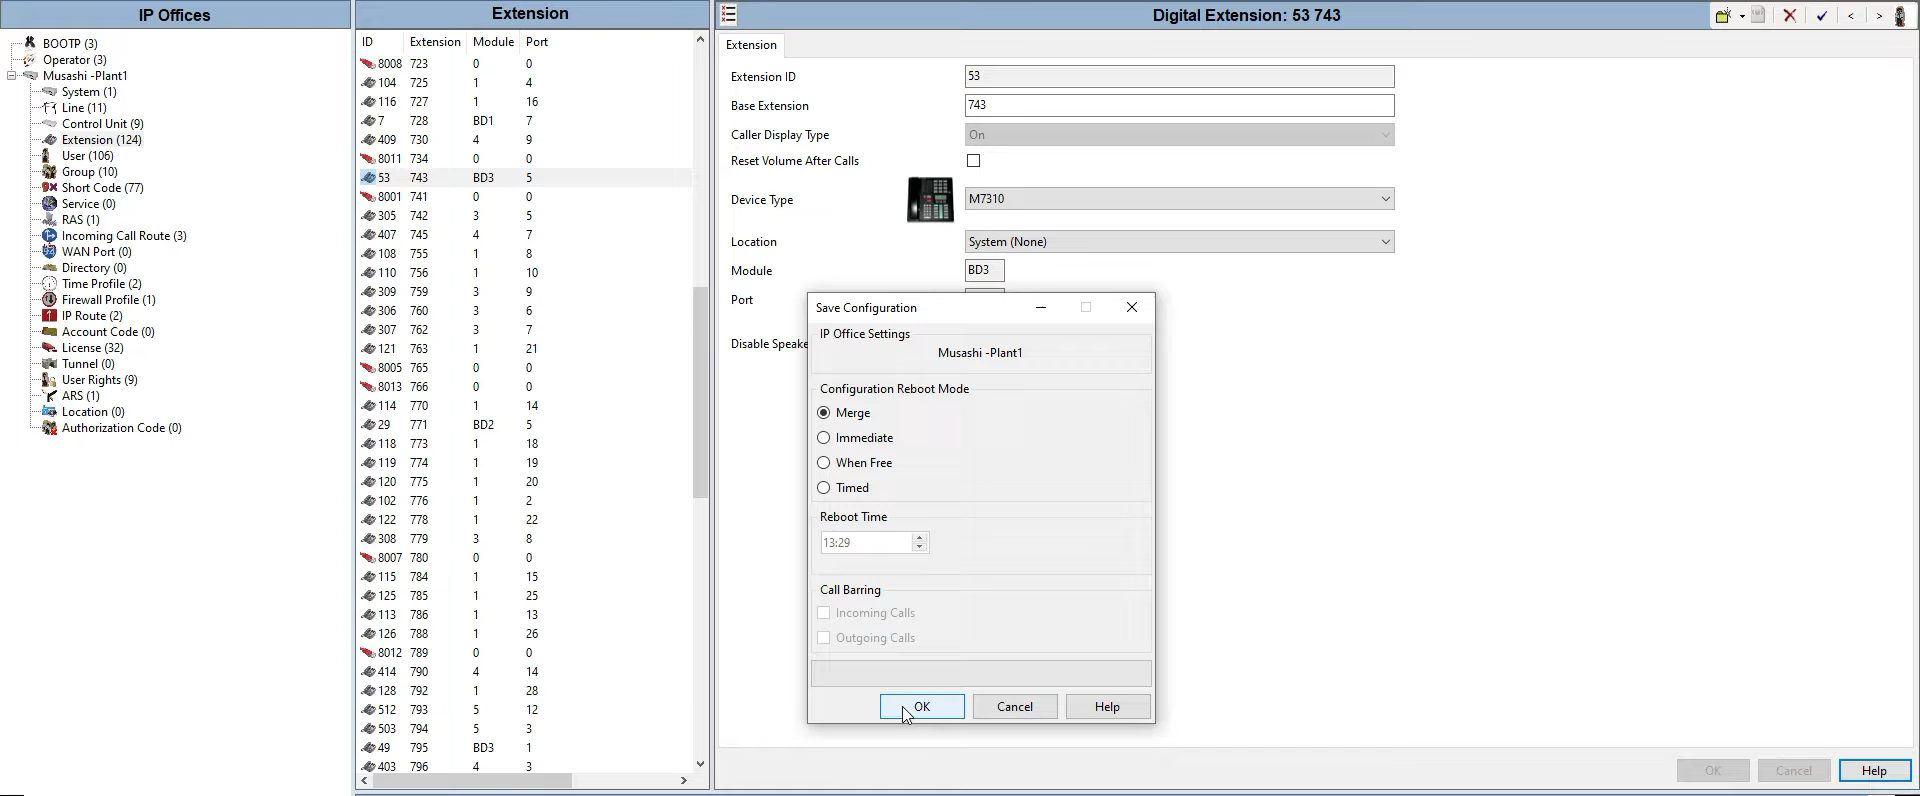 IP Offices
BOOTP (3)
Operator (3)
Musashi -Plant1
System (1)
Line (11)
Control Unit (9)
Extension (124)
User (106)
Group (10)
Short Code (77)
Service (0)
RAS (1)
Incoming Call Route (3)
WAN Port (0)
Directory (0)
Time Profile (2)
Firewall Profile (1)
IP Route (2)
Account Code (0)
License (32)
Tunnel (0)
User Rights (9)
ARS (1)
Location (0)
Authorization Code (0)
Extension
ID Extension Module Port
8008 723 0 0
104 725 1 4
116 727 1 16
7 728 BD1 7
409 730 4 9
8011 734 0 0
53 743 BD3 5
8001 741 0 0
305 742 3 5
407 745 4 7
108 755 1 8
110 756 1 10
309 759 3 9
306 760 3 6
307 762 3 7
121 763 1 21
8005 765 0 0
8013 766 0 0
114 770 1 14
29 771 BD2 5
118 773 1 18
119 774 1 19
120 775 1 20
102 776 1 2
122 778 1 22
308 779 3 8
8007 780 0 0
115 784 1 15
125 785 1 25
113 786 1 13
126 788 1 26
8012 789 0 0
414 790 4 14
128 792 1 28
512 793 5 12
503 794 5 3
49 795 BD3 1
403 796 4 3
Digital Extension: 53 743
Extension
Extension ID 53
Base Extension 743
Caller Display Type On
Reset Volume After Calls
Device Type M7310
Location System (None)
Module BD3
Port
Disable Speake
Save Configuration
IP Office Settings
Musashi -Plant1
Configuration Reboot Mode
Merge
Immediate
When Free
Timed
Reboot Time
13:29
Call Barring
Incoming Calls
Outgoing Calls
OK Cancel Help
OK Cancel Help